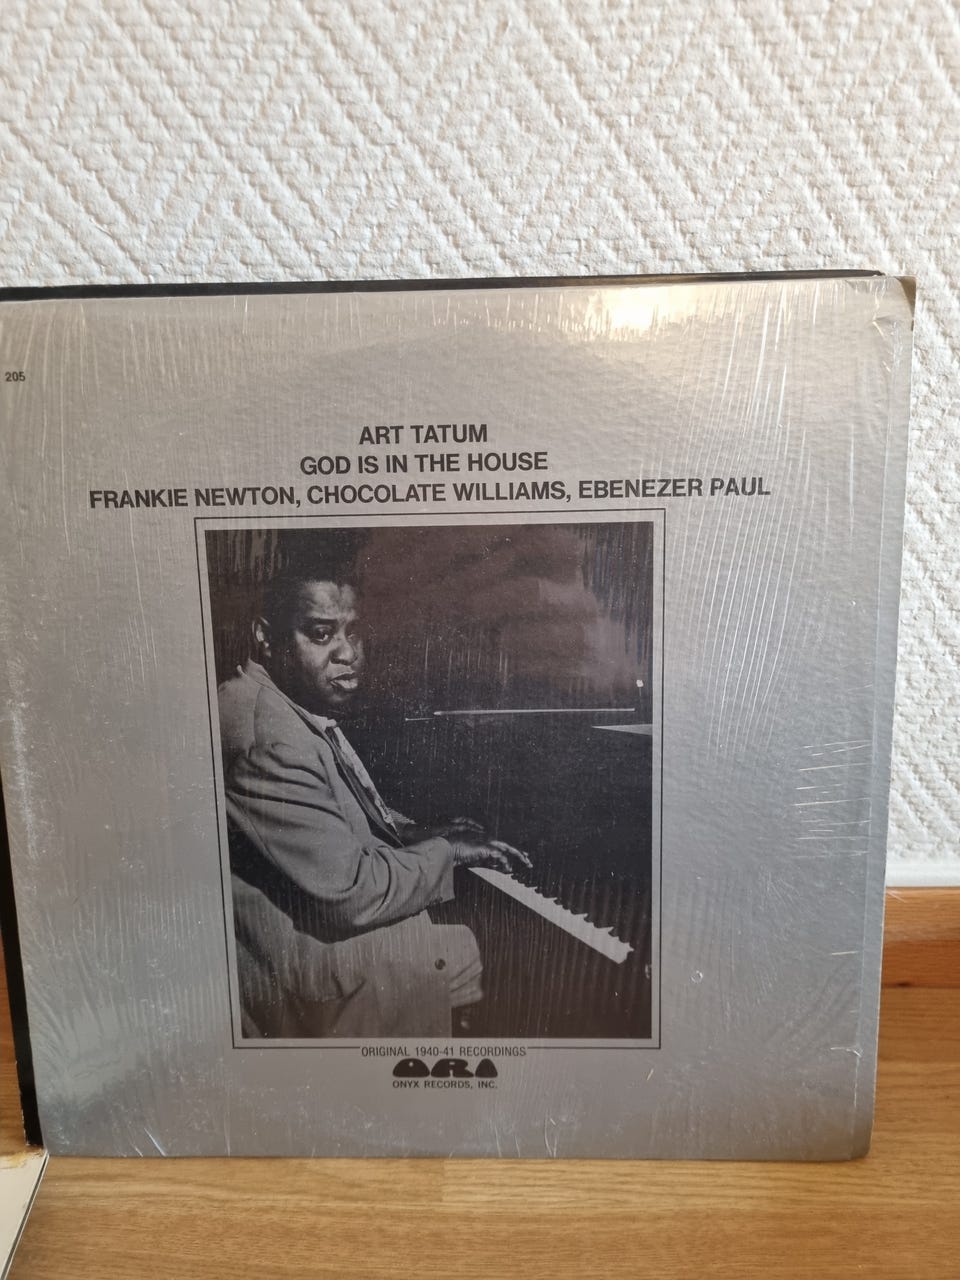 205
ART TATUM
GOD IS IN THE HOUSE
FRANKIE NEWTON, CHOCOLATE WILLIAMS, EBENEZER PAUL
ORIGINAL 1940-41 RECORDINGS
ORI
ONYX RECORDS, INC.